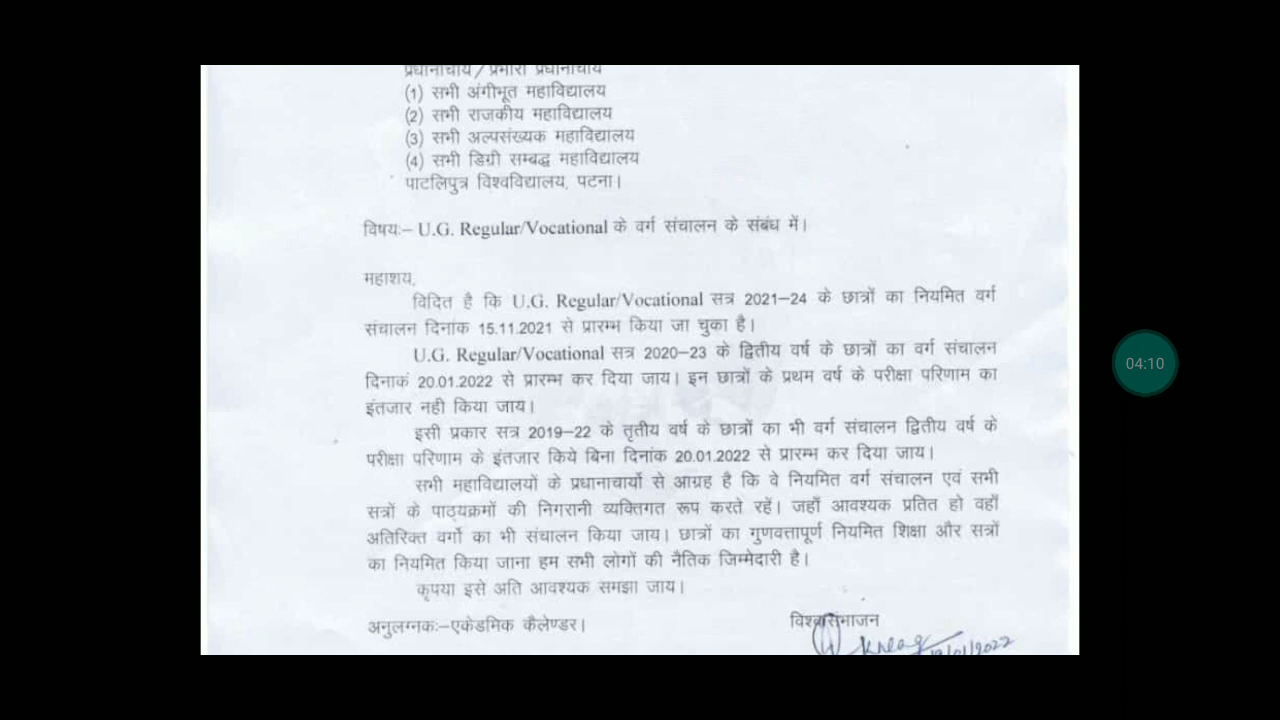 प्रधानाचार्य/प्रभारी प्रधानाचार्य
(1) सभी अंगीभूत महाविद्यालय
(2) सभी राजकीय महाविद्यालय
(3) सभी अल्पसंख्यक महाविद्यालय
(4) सभी डिग्री सम्बद्ध महाविद्यालय
पाटलिपुत्र विश्वविद्यालय, पटना।
विषयः– U.G. Regular/Vocational के वर्ग संचालन के संबंध में।
महाशय,
विदित है कि U.G. Regular/Vocational सत्र 2021–24 के छात्रों का नियमित वर्ग
संचालन दिनांक 15.11.2021 से प्रारम्भ किया जा चुका है।
U.G. Regular/Vocational सत्र 2020–23 के द्वितीय वर्ष के छात्रों का वर्ग संचालन
दिनाकं 20.01.2022 से प्रारम्भ कर दिया जाय। इन छात्रों के प्रथम वर्ष के परीक्षा परिणाम का
इंतजार नही किया जाय।
इसी प्रकार सत्र 2019–22 के तृतीय वर्ष के छात्रों का भी वर्ग संचालन द्वितीय वर्ष के
परीक्षा परिणाम के इंतजार किये बिना दिनांक 20.01.2022 से प्रारम्भ कर दिया जाय।
सभी महाविद्यालयों के प्रधानाचार्यो से आग्रह है कि वे नियमित वर्ग संचालन एवं सभी
सत्रों के पाठ्यक्रमों की निगरानी व्यक्तिगत रूप करते रहें। जहाँ आवश्यक प्रतित हो वहाँ
अतिरिक्त वर्गो का भी संचालन किया जाय। छात्रों का गुणवत्तापूर्ण नियमित शिक्षा और सत्रों
का नियमित किया जाना हम सभी लोगों की नैतिक जिम्मेदारी है।
कृपया इसे अति आवश्यक समझा जाय।
अनुलग्नकः–एकेडमिक कैलेण्डर।
विश्वासभाजन
04:10